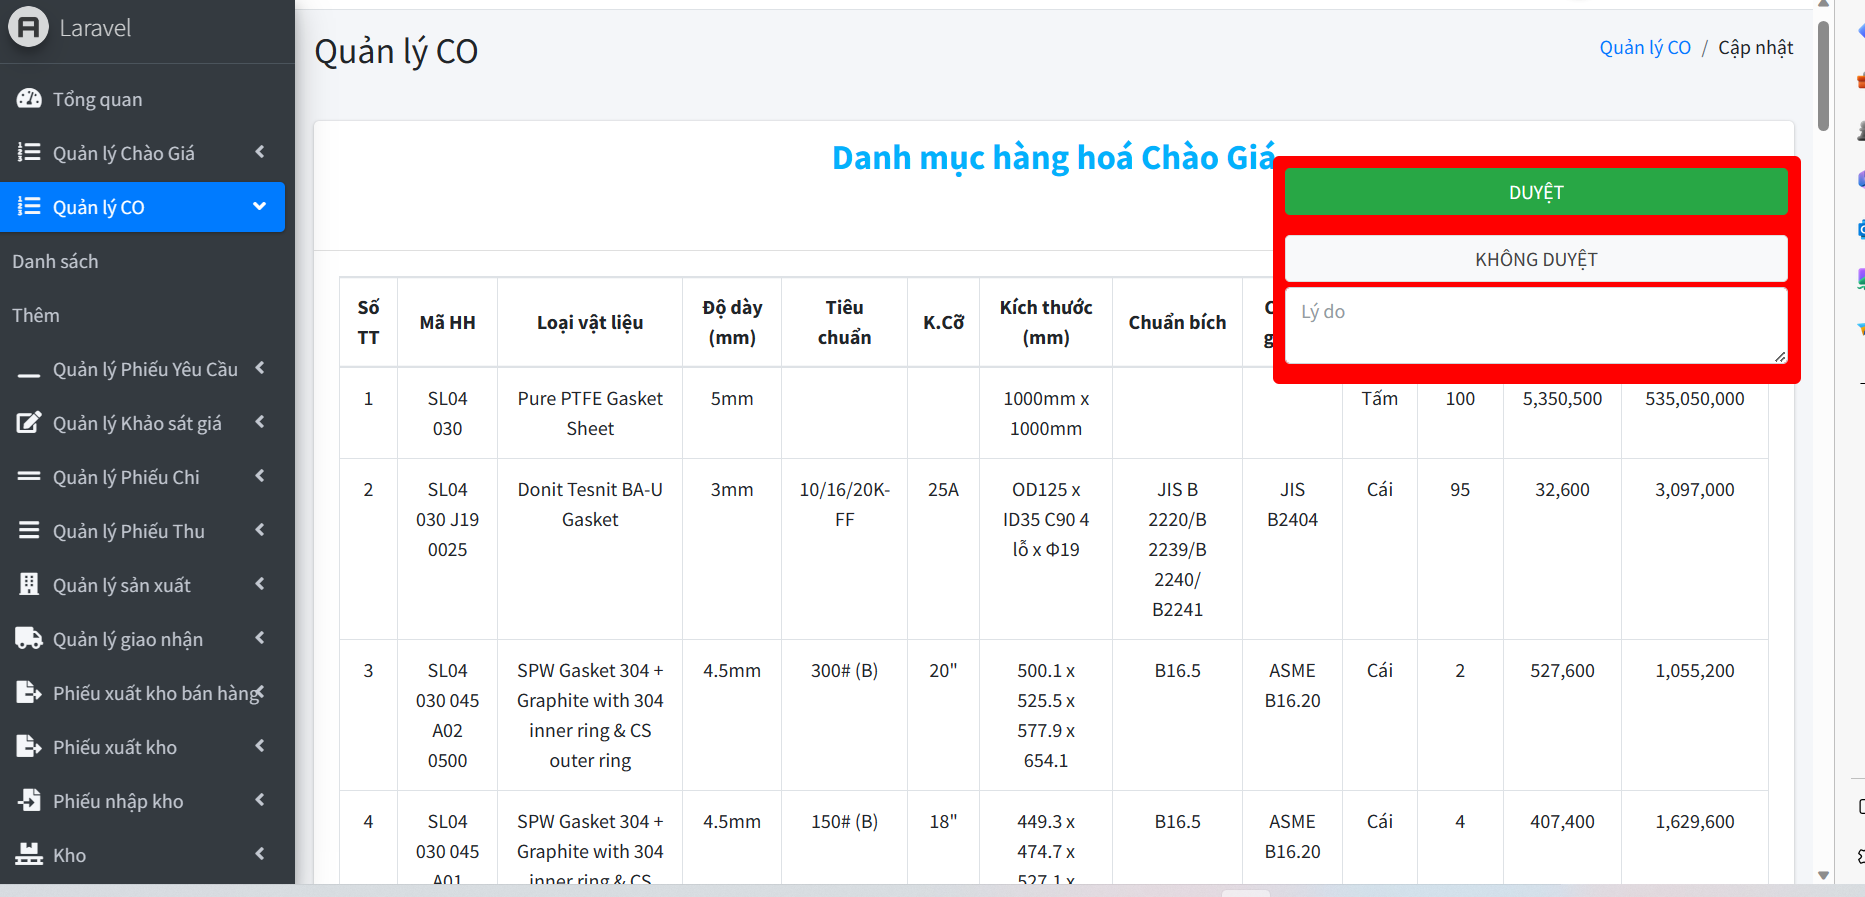 Laravel
Tổng quan
Quản lý Chào Giá
Quản lý CO
Danh sách
Thêm
Quản lý Phiếu Yêu Cầu
Quản lý Khảo sát giá
Quản lý Phiếu Chi
Quản lý Phiếu Thu
Quản lý sản xuất
Quản lý giao nhận
Phiếu xuất kho bán hàng
Phiếu xuất kho
Phiếu nhập kho
Kho
Quản lý CO
Quản lý CO / Cập nhật
Danh mục hàng hoá Chào Giá
DUYỆT
KHÔNG DUYỆT
Lý do
Số TT Mã HH Loại vật liệu Độ dày (mm) Tiêu chuẩn K.Cỡ Kích thước (mm) Chuẩn bích
1 SL04 030 Pure PTFE Gasket Sheet 5mm 1000mm x 1000mm Tấm 100 5,350,500 535,050,000
2 SL04 030 J19 0025 Donit Tesnit BA-U Gasket 3mm 10/16/20K-FF 25A OD125 x ID35 C90 4 lỗ x Φ19 JIS B 2220/B 2239/B 2240/ B2241 JIS B2404 Cái 95 32,600 3,097,000
3 SL04 030 045 A02 0500 SPW Gasket 304 + Graphite with 304 inner ring & CS outer ring 4.5mm 300# (B) 20" 500.1 x 525.5 x 577.9 x 654.1 B16.5 ASME B16.20 Cái 2 527,600 1,055,200
4 SL04 030 045 A01 SPW Gasket 304 + Graphite with 304 inner ring & CS 4.5mm 150# (B) 18" 449.3 x 474.7 x 527.1 x B16.5 ASME B16.20 Cái 4 407,400 1,629,600